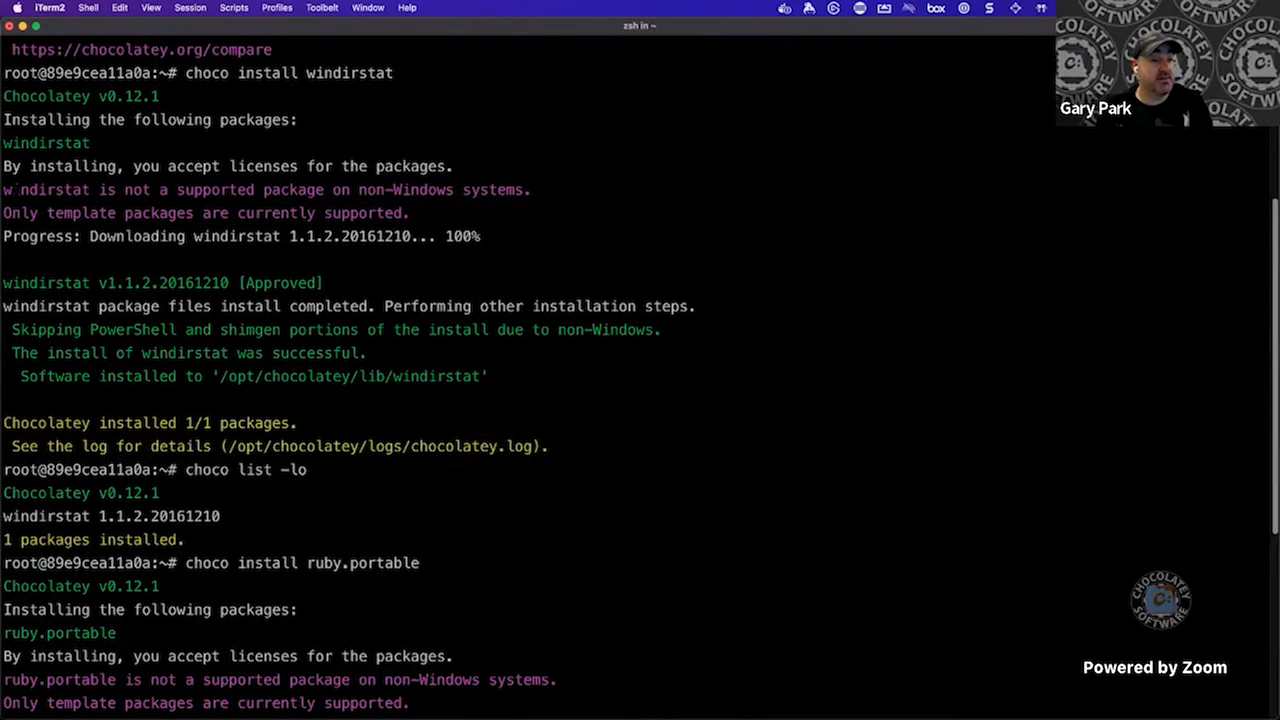 iTerm2 Shell Edit View Session Scripts Profiles Toolbelt Window Help
box
zsh in ~
https://chocolatey.org/compare
root@89e9cea11a0a:~# choco install windirstat
Chocolatey v0.12.1
Installing the following packages:
windirstat
By installing, you accept licenses for the packages.
windirstat is not a supported package on non-Windows systems.
Only template packages are currently supported.
Progress: Downloading windirstat 1.1.2.20161210... 100%
windirstat v1.1.2.20161210 [Approved]
windirstat package files install completed. Performing other installation steps.
Skipping PowerShell and shimgen portions of the install due to non-Windows.
The install of windirstat was successful.
Software installed to '/opt/chocolatey/lib/windirstat'
Chocolatey installed 1/1 packages.
See the log for details (/opt/chocolatey/logs/chocolatey.log).
root@89e9cea11a0a:~# choco list -lo
Chocolatey v0.12.1
windirstat 1.1.2.20161210
1 packages installed.
root@89e9cea11a0a:~# choco install ruby.portable
Chocolatey v0.12.1
Installing the following packages:
ruby.portable
By installing, you accept licenses for the packages.
ruby.portable is not a supported package on non-Windows systems.
Only template packages are currently supported.
Gary Park
CHOCOLATEY
SOFTWARE
Powered by Zoom